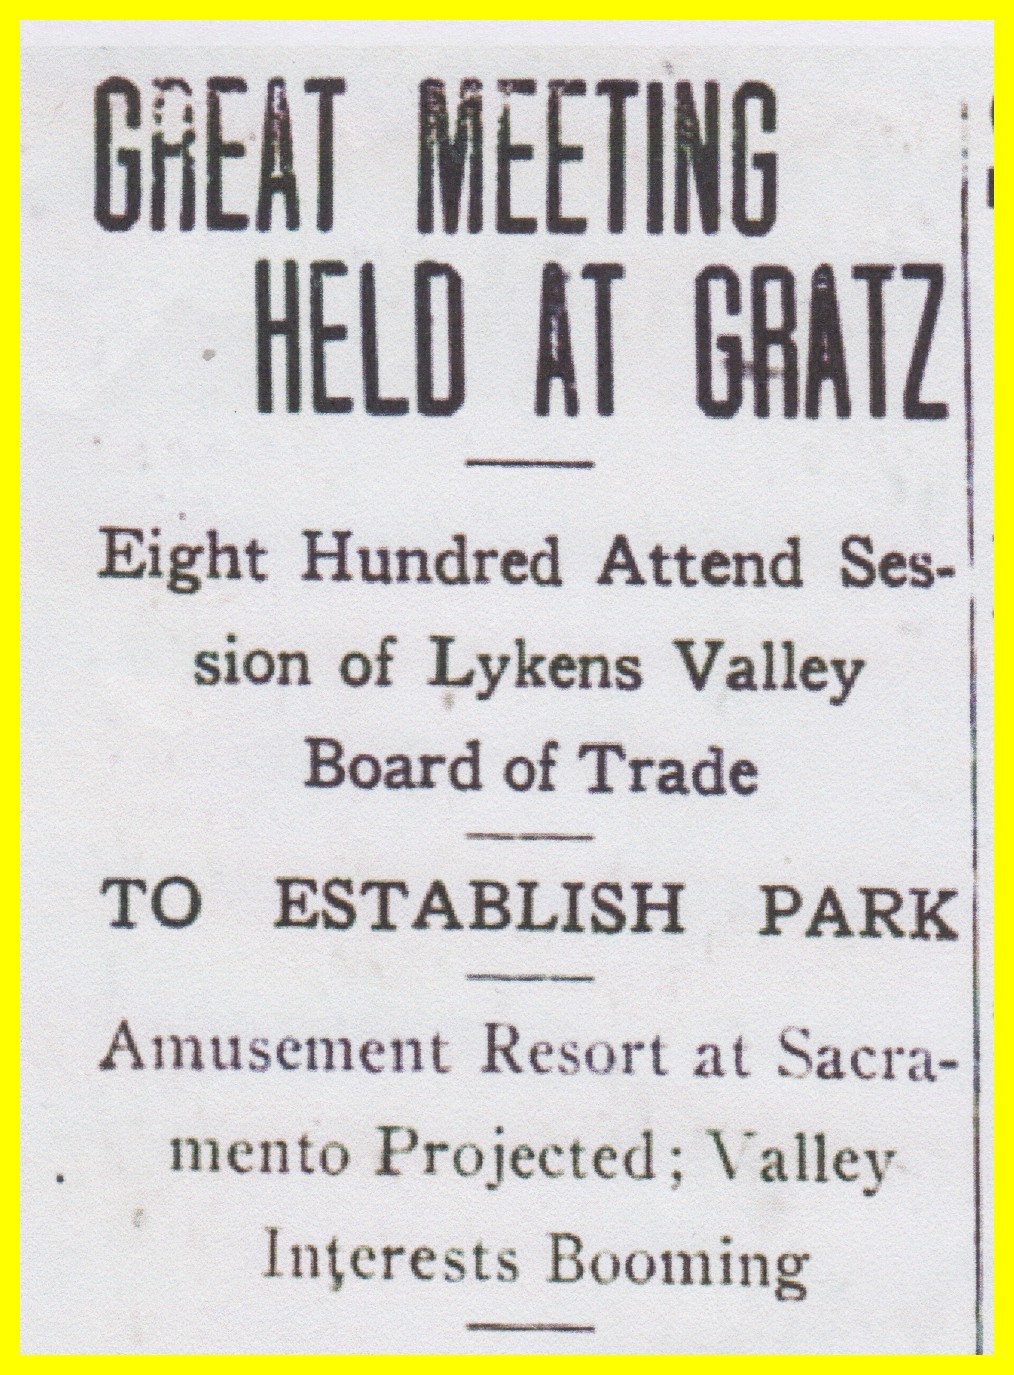 GREAT MEETING
HELD AT GRATZ
Eight Hundred Attend Ses-
sion of Lykens Valley
Board of Trade
TO ESTABLISH PARK
Amusement Resort at Sacra-
mento Projected; Valley
Interests Booming